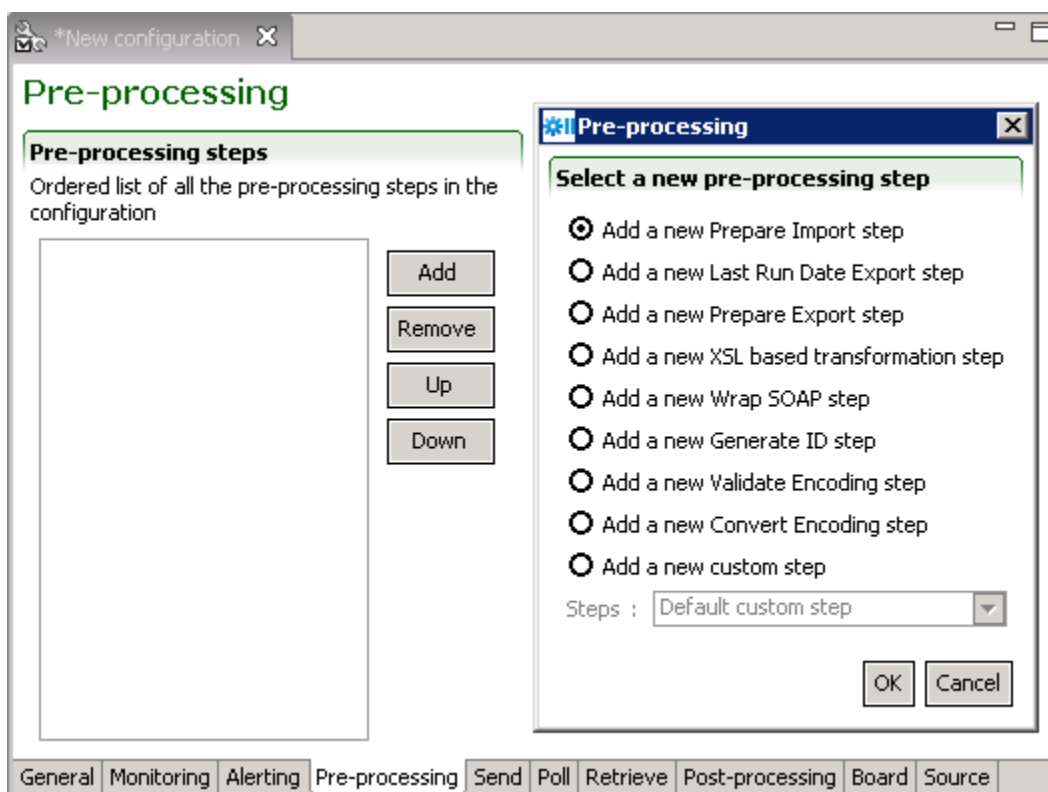 *New configuration
Pre-processing
Pre-processing steps
Ordered list of all the pre-processing steps in the
configuration
Add
Remove
Up
Down
Pre-processing
Select a new pre-processing step
Add a new Prepare Import step
Add a new Last Run Date Export step
Add a new Prepare Export step
Add a new XSL based transformation step
Add a new Wrap SOAP step
Add a new Generate ID step
Add a new Validate Encoding step
Add a new Convert Encoding step
Add a new custom step
Steps : Default custom step
OK Cancel
General Monitoring Alerting Pre-processing Send Poll Retrieve Post-processing Board Source